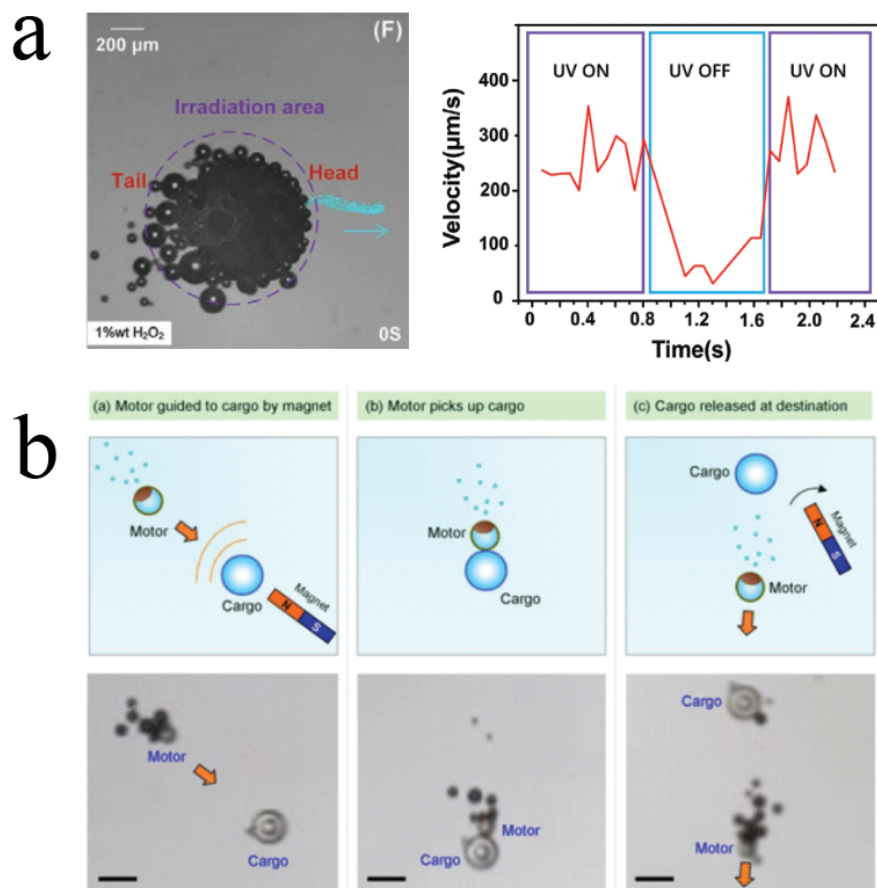 a
200 μm
(F)
Irradiation area
Tail
Head
1%wt H₂O₂
0S
UV ON
UV OFF
UV ON
400
300
200
100
0
Velocity(μm/s)
0
0.4
0.8
1.2
1.6
2.0
2.4
Time(s)
b
(a) Motor guided to cargo by magnet
(b) Motor picks up cargo
(c) Cargo released at destination
Motor
Cargo
Magnet
N
S
Motor
Cargo
Cargo
Magnet
N
S
Motor
Motor
Cargo
Motor
Cargo
Cargo
Motor